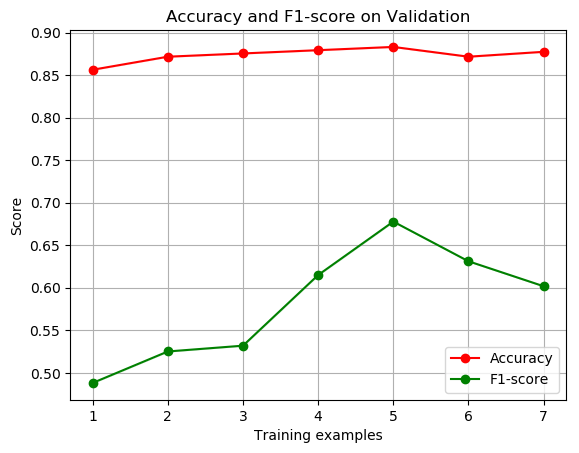 Accuracy and F1-score on Validation
0.90
0.85
0.80
0.75
0.70
0.65
0.60
0.55
0.50
Score
1 2 3 4 5 6 7
Training examples
Accuracy
F1-score